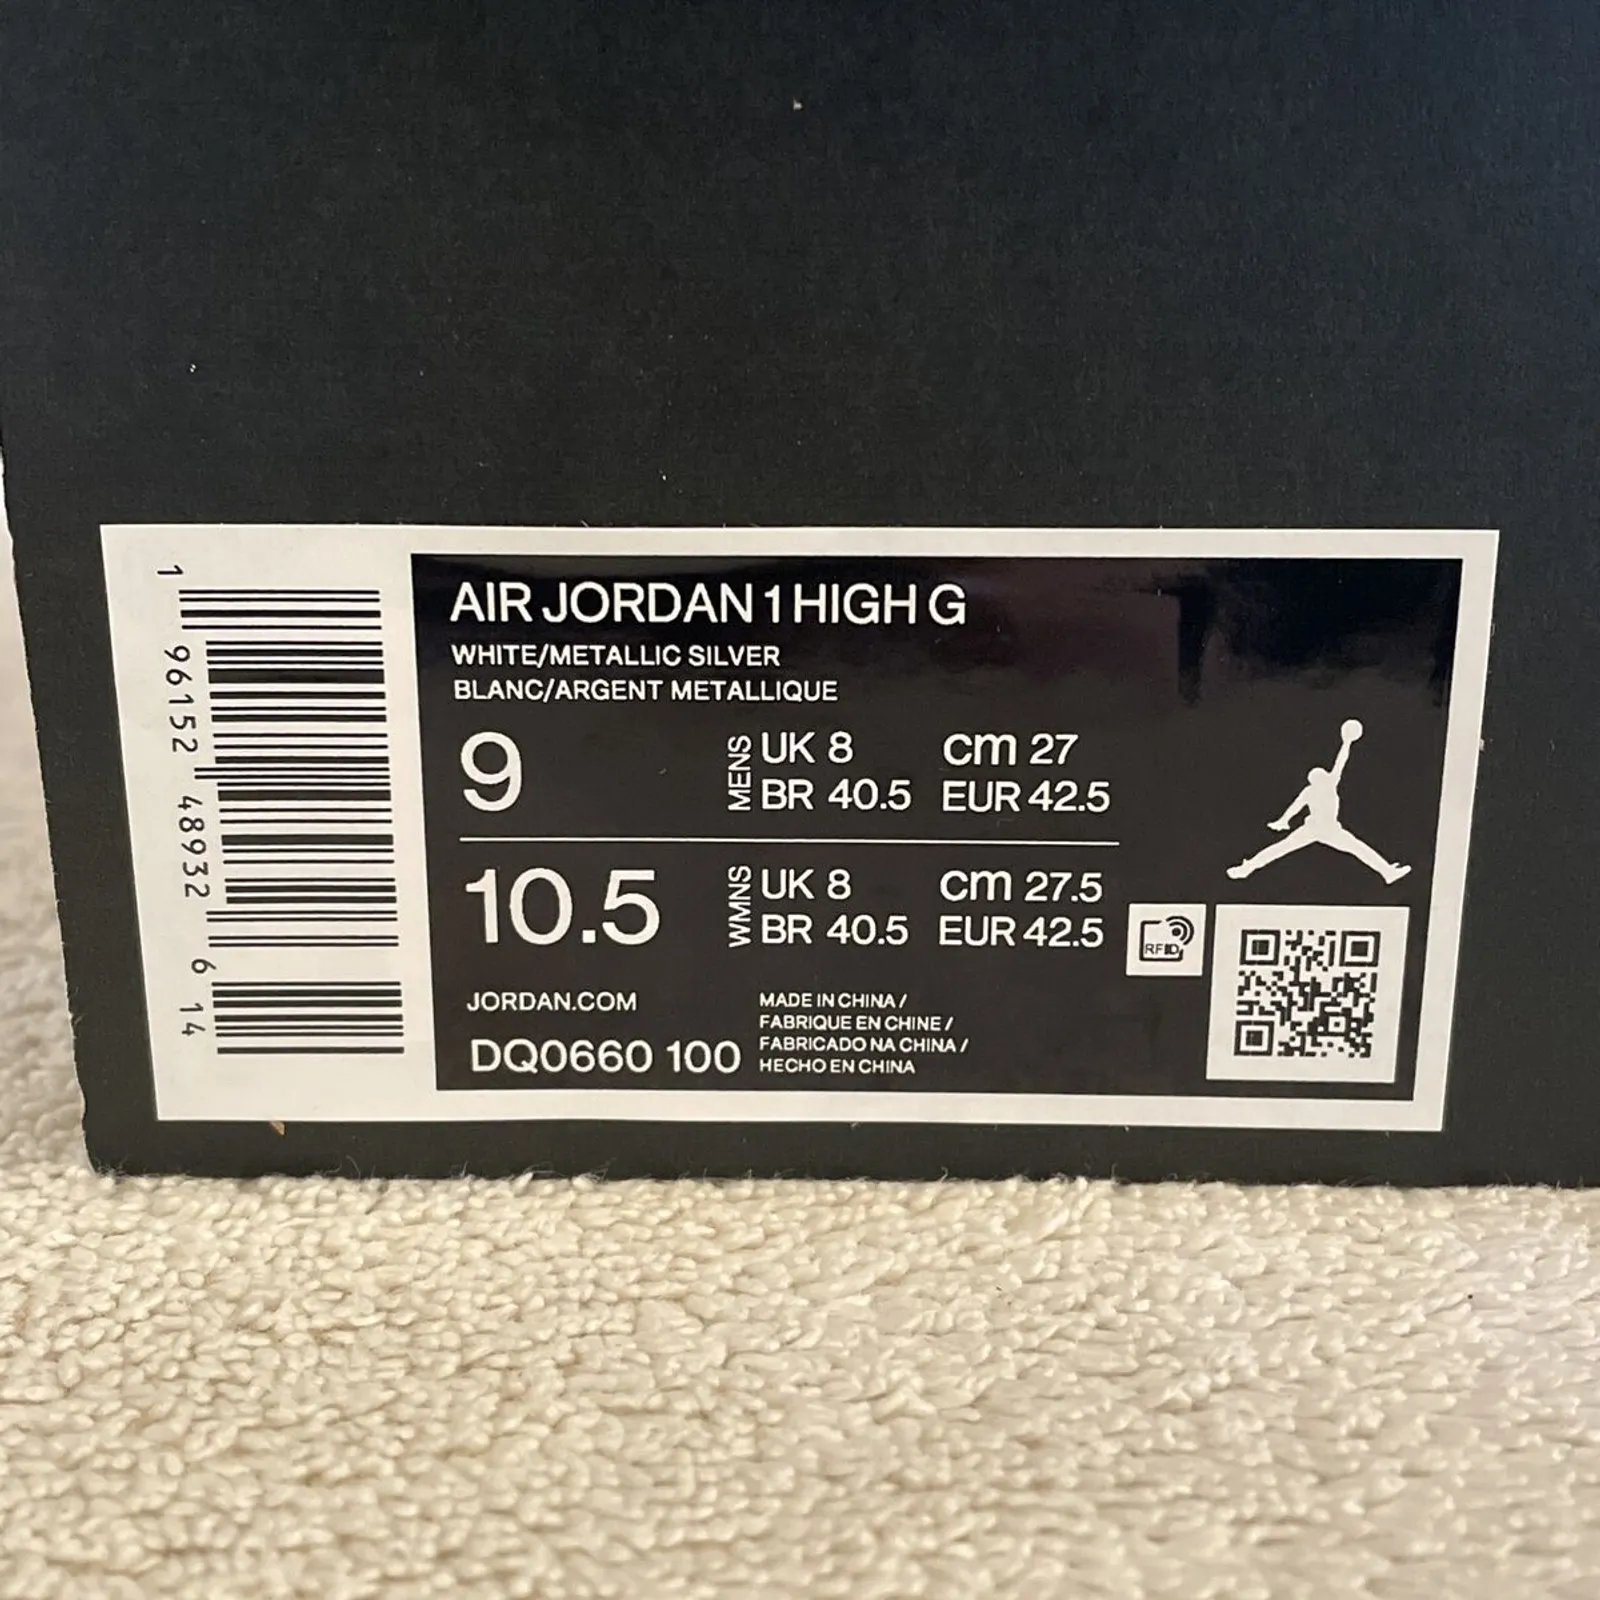 1 96152 48932 6 14
AIR JORDAN 1 HIGH G
WHITE/METALLIC SILVER
BLANC/ARGENT METALLIQUE
9 MENS UK 8 cm 27
BR 40.5 EUR 42.5
10.5 WMNS UK 8 cm 27.5
BR 40.5 EUR 42.5
RFID
JORDAN.COM
DQ0660 100
MADE IN CHINA /
FABRIQUE EN CHINE /
FABRICADO NA CHINA /
HECHO EN CHINA